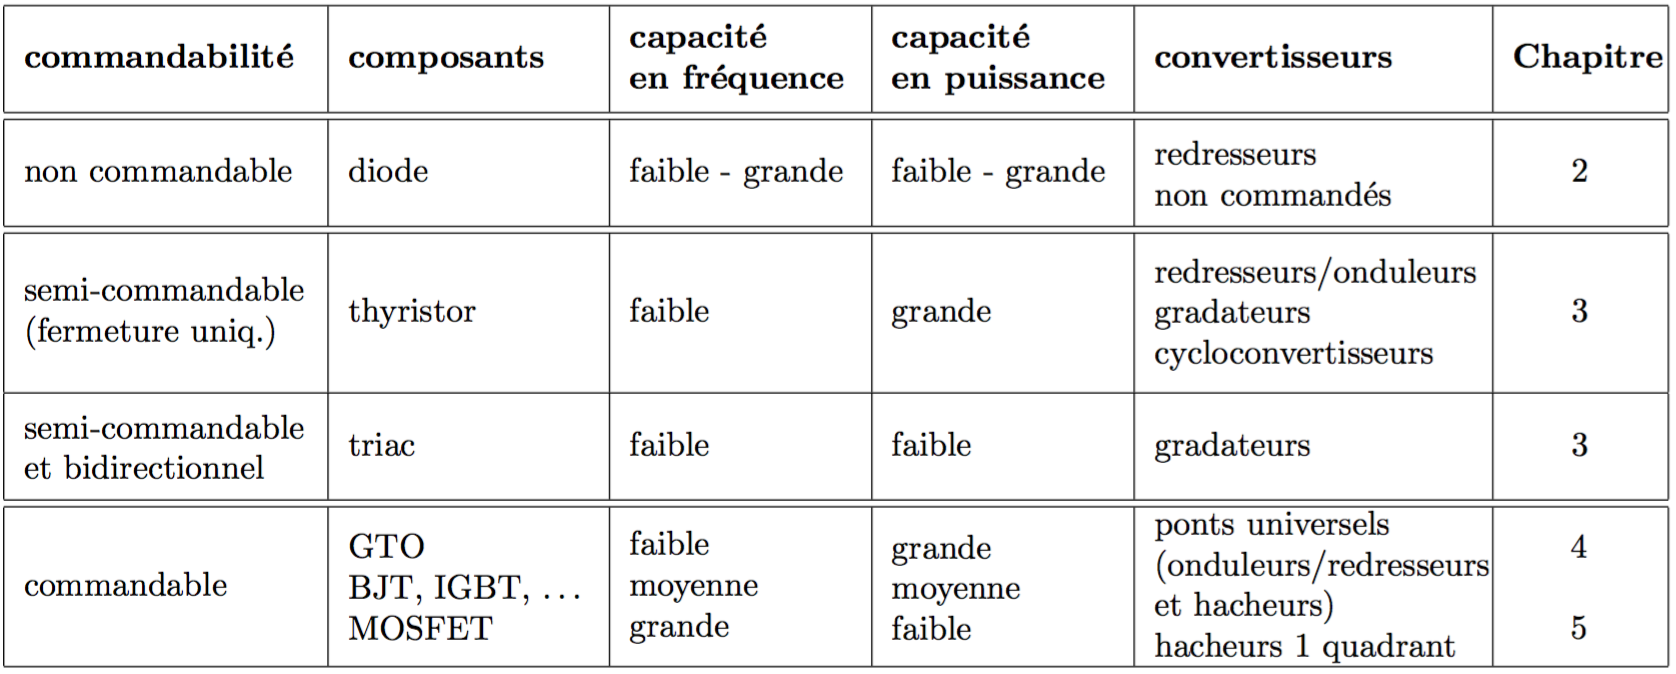 commandabilité composants capacité en fréquence capacité en puissance convertisseurs Chapitre
non commandable diode faible - grande faible - grande redresseurs non commandés 2
semi-commandable (fermeture uniq.) thyristor faible grande redresseurs/onduleurs gradateurs cycloconvertisseurs 3
semi-commandable et bidirectionnel triac faible faible gradateurs 3
commandable
GTO
BJT, IGBT, ...
MOSFET
faible
moyenne
grande
grande
moyenne
faible
ponts universels
(onduleurs/redresseurs
et hacheurs)
hacheurs 1 quadrant
4
5